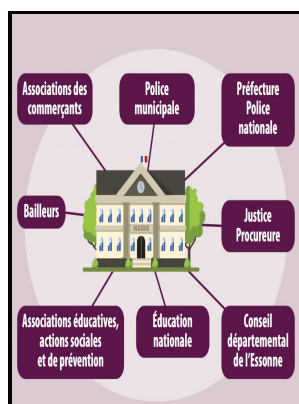 Associations des
commerçants
Police
municipale
Préfecture
Police
nationale
Bailleurs
MAIRIE
Justice
Procureure
Associations éducatives,
actions sociales
et de prévention
Éducation
nationale
Conseil
départemental
de l'Essonne